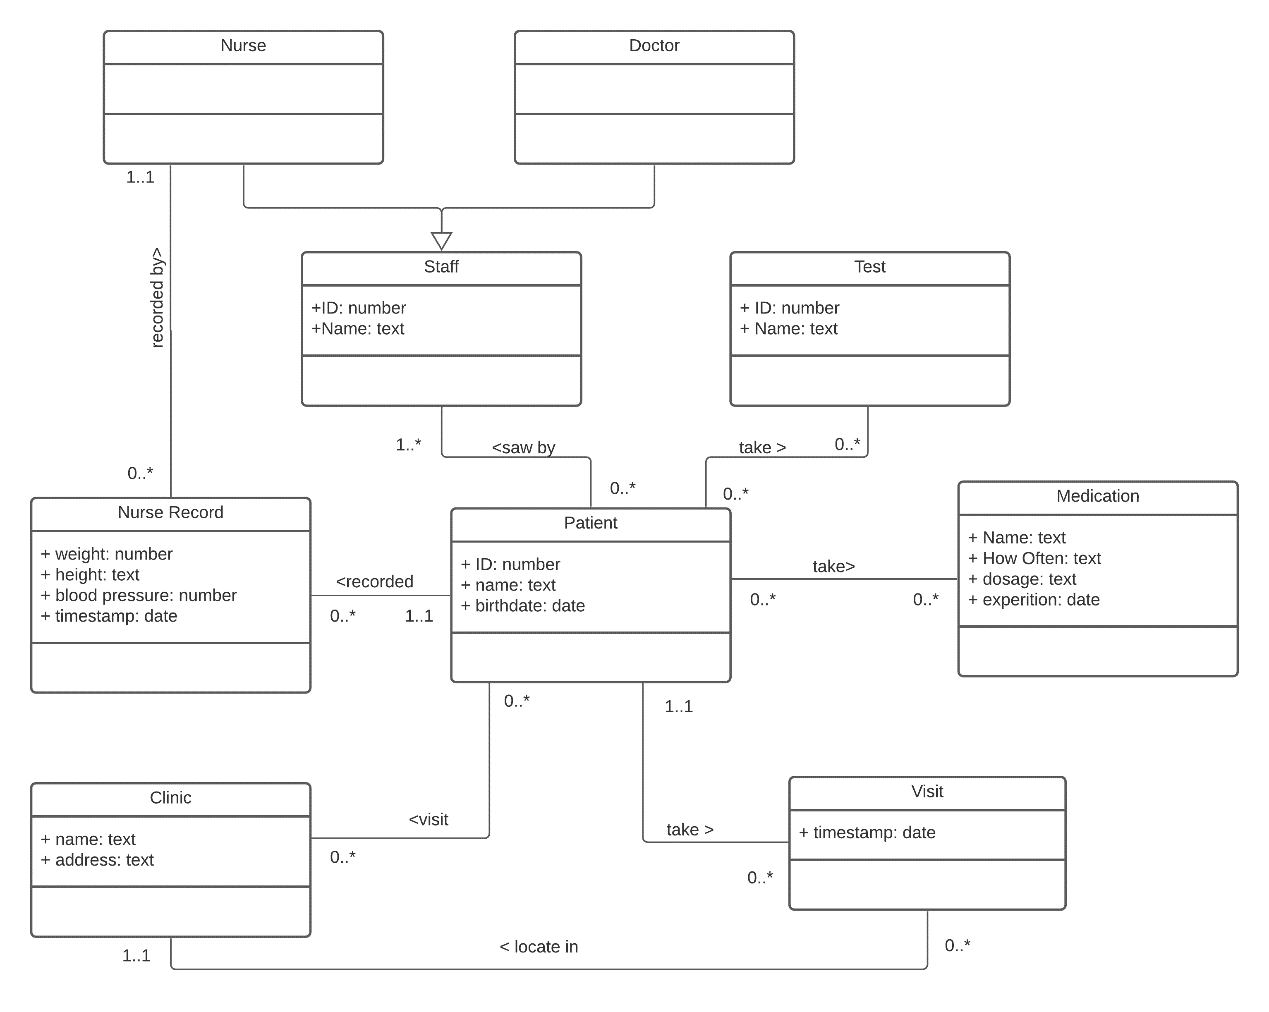 Nurse
Doctor
1..1
recorded by>
Staff
+ID: number
+Name: text
Test
+ ID: number
+ Name: text
1..*
<saw by
take >
0..*
0..*
0..*
0..*
Nurse Record
+ weight: number
+ height: text
+ blood pressure: number
+ timestamp: date
<recorded
0..*
1..1
Patient
+ ID: number
+ name: text
+ birthdate: date
take>
0..*
0..*
Medication
+ Name: text
+ How Often: text
+ dosage: text
+ experition: date
0..*
1..1
Clinic
+ name: text
+ address: text
<visit
0..*
take >
0..*
Visit
+ timestamp: date
1..1
< locate in
0..*